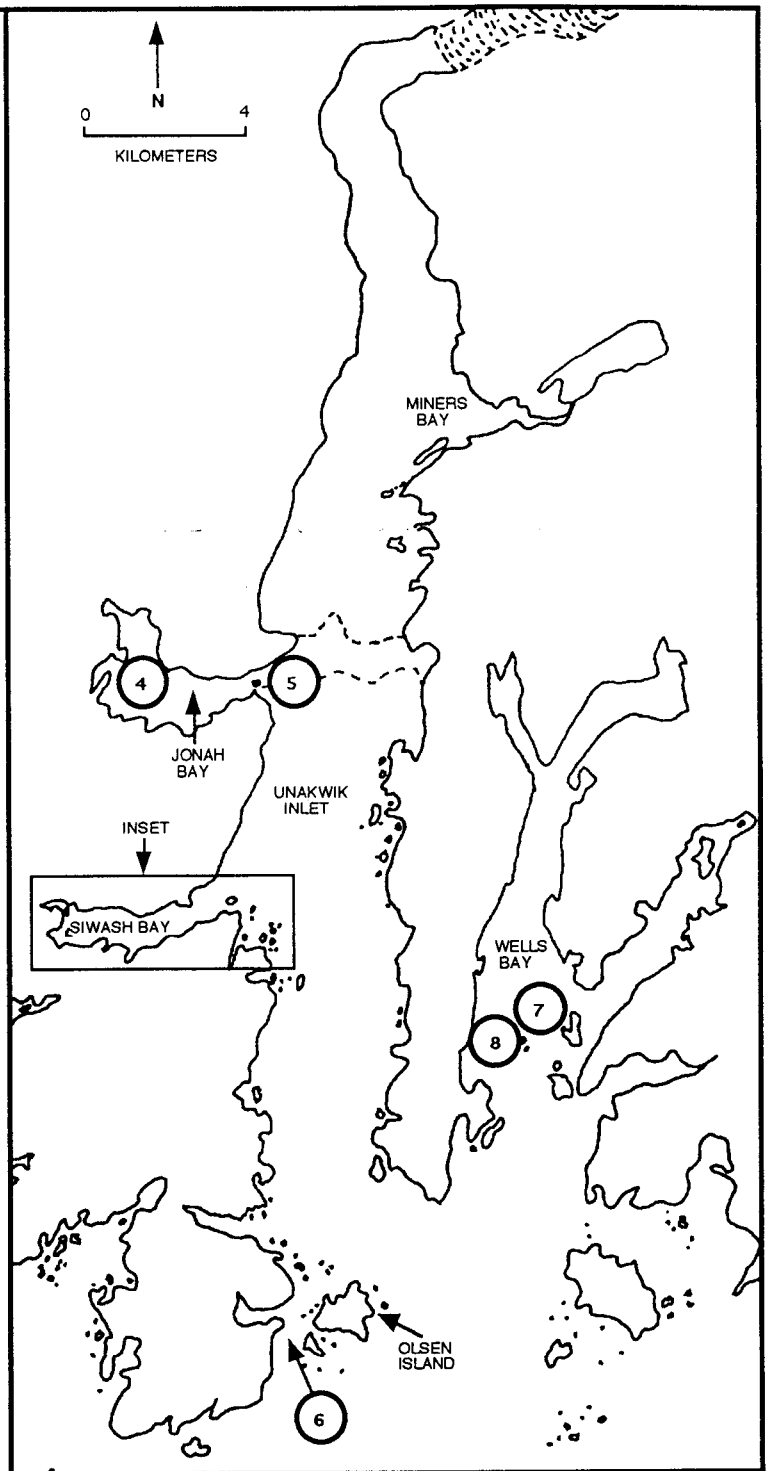 N
0 4
KILOMETERS
MINERS
BAY
4
5
JONAH
BAY
UNAKWIK
INLET
INSET
SIWASH BAY
WELLS
BAY
7
8
OLSEN
ISLAND
6